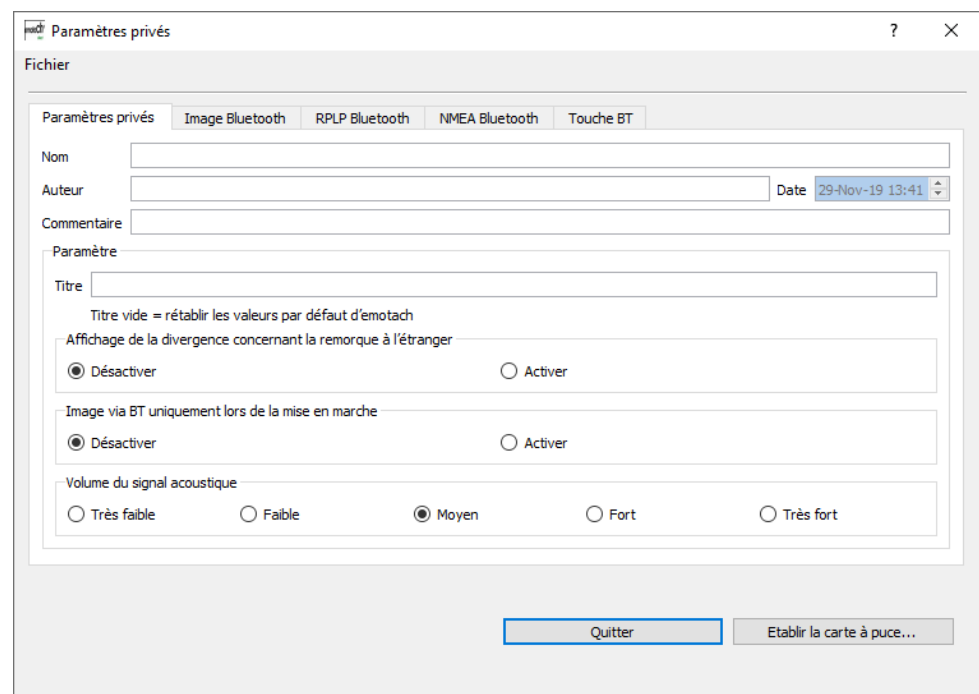 Paramètres privés
?
Fichier
Paramètres privés Image Bluetooth RPLP Bluetooth NMEA Bluetooth Touche BT
Nom
Auteur Date 29-Nov-19 13:41
Commentaire
Paramètre
Titre
Titre vide = rétablir les valeurs par défaut d’emotach
Affichage de la divergence concernant la remorque à l’étranger
Désactiver Activer
Image via BT uniquement lors de la mise en marche
Désactiver Activer
Volume du signal acoustique
Très faible Faible Moyen Fort Très fort
Quitter Etablir la carte à puce...